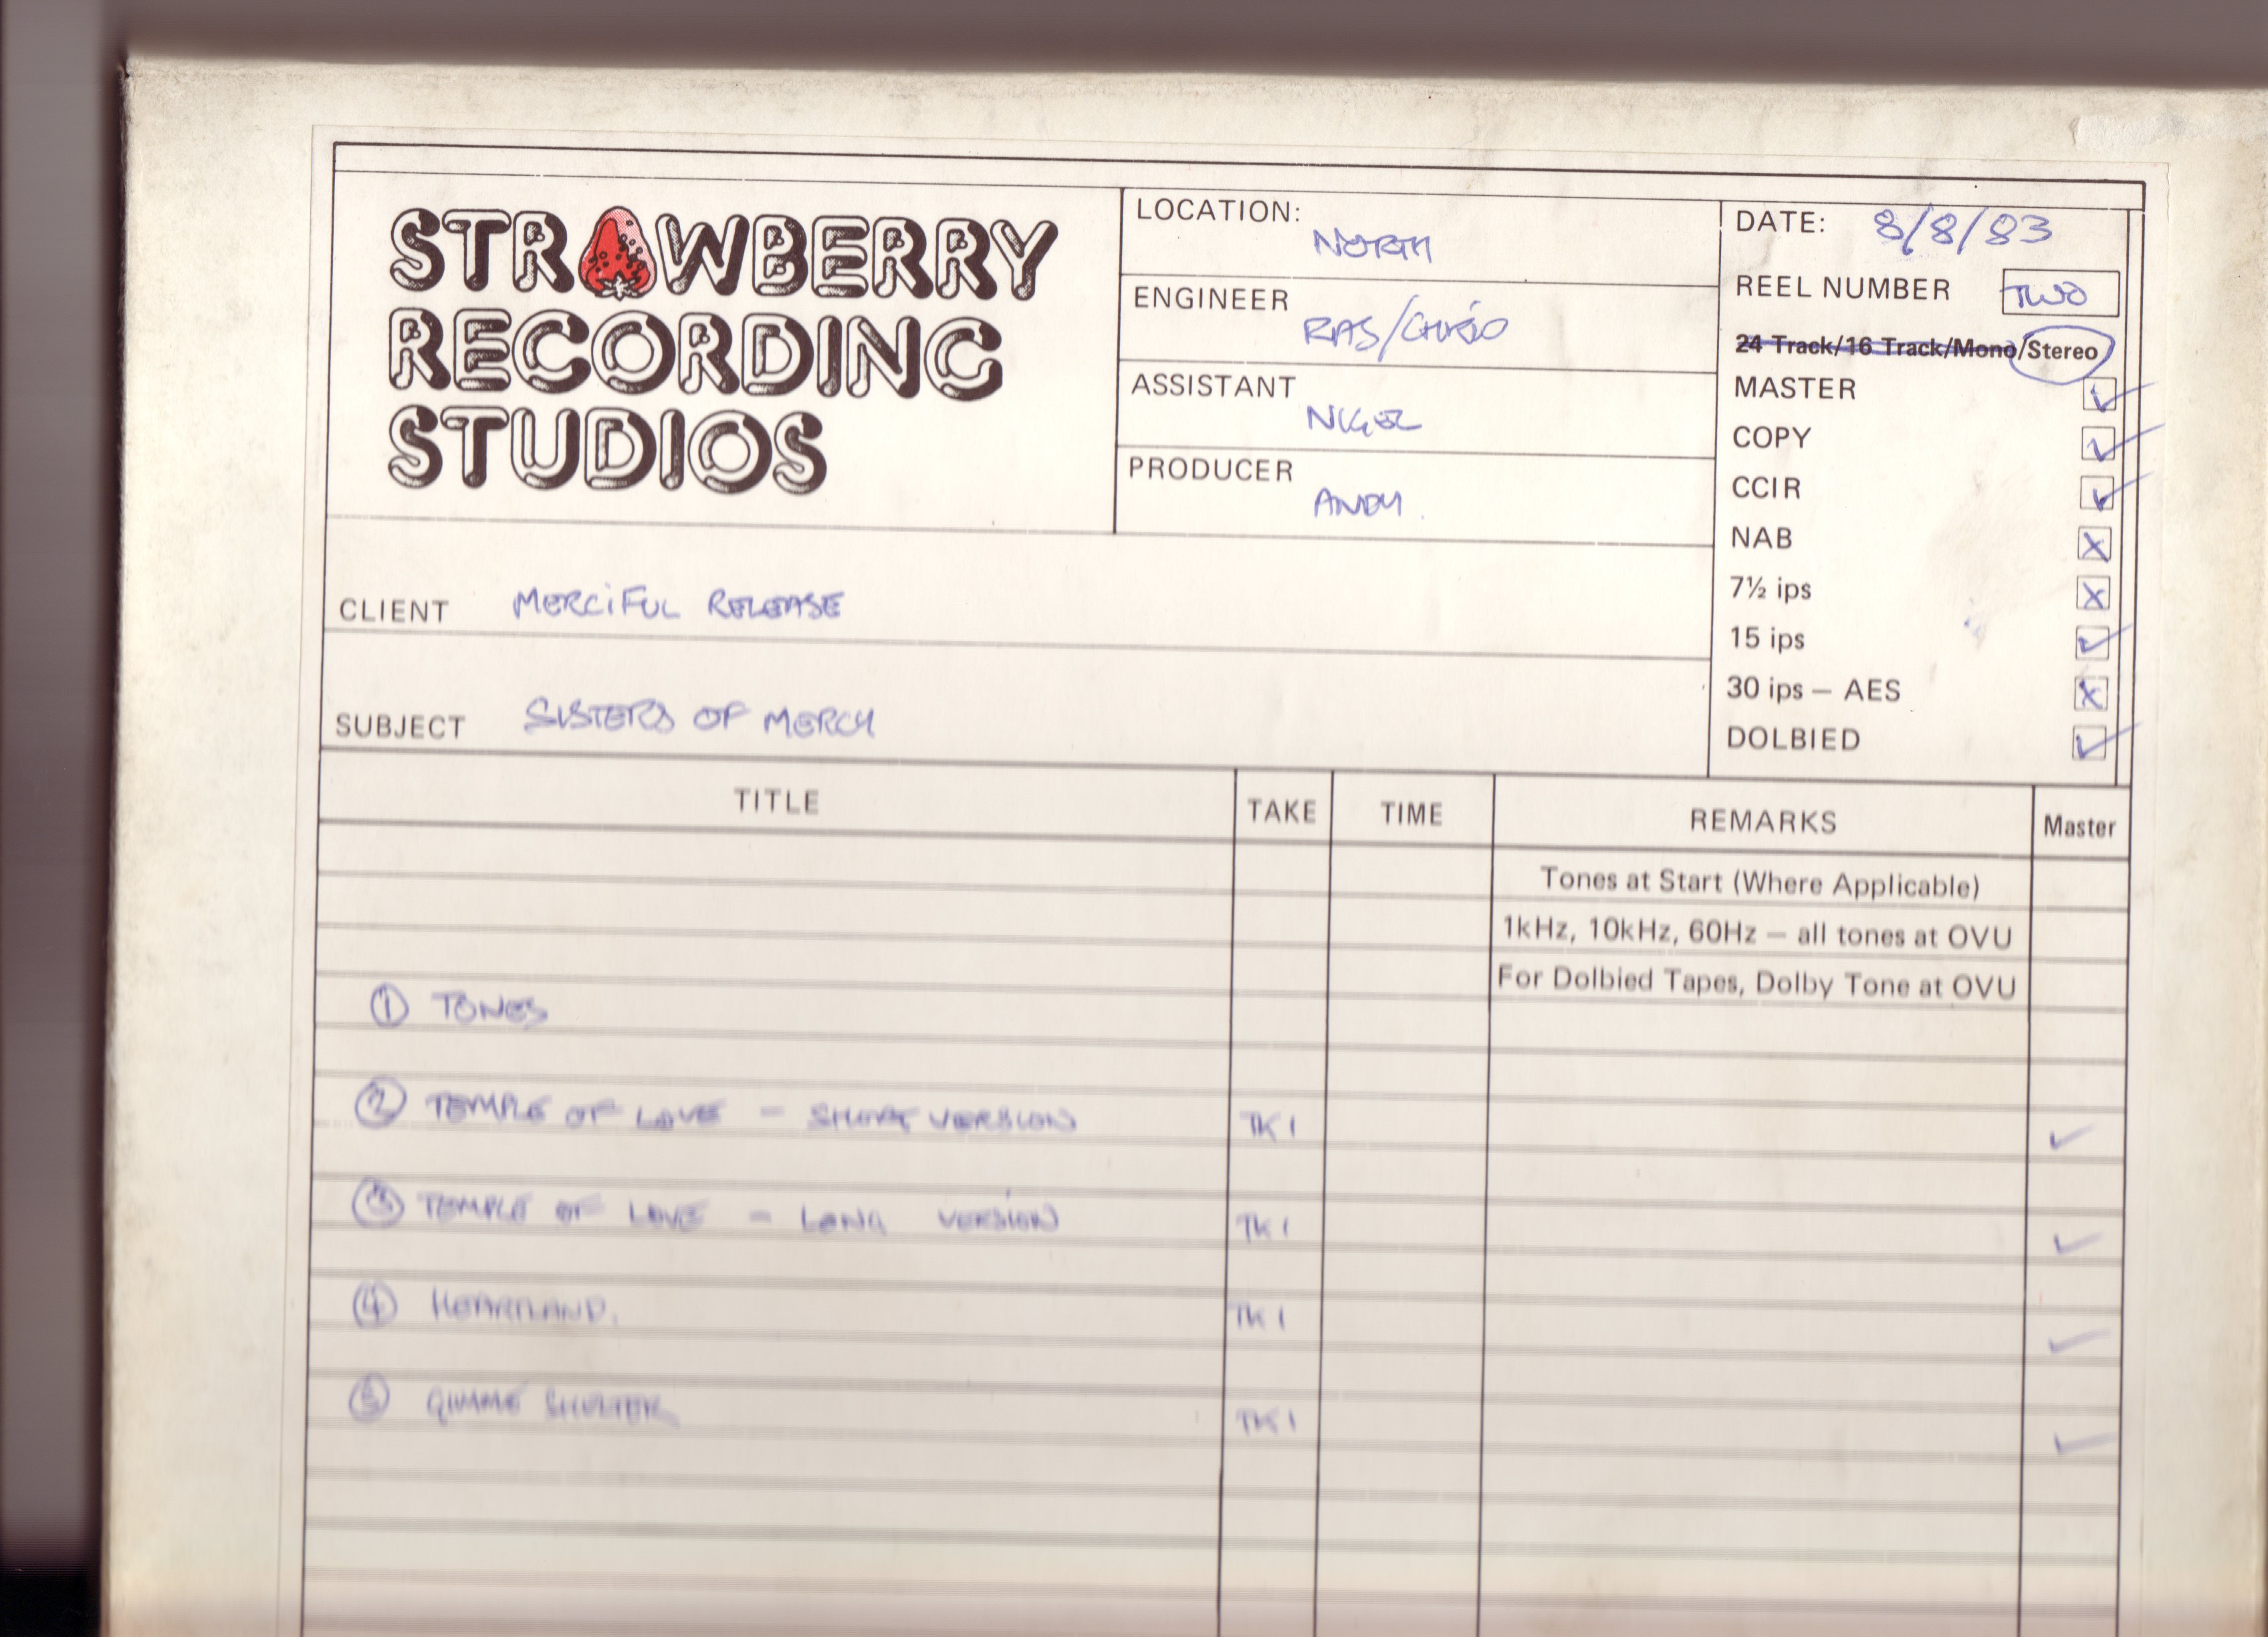 STRAWBERRY
RECORDING
STUDIOS
LOCATION: NORTH
ENGINEER RAS/CHRIS
ASSISTANT NIGEL
PRODUCER ANDY.
DATE: 8/8/83
REEL NUMBER TWO
24 Track/16 Track/Mono/Stereo
MASTER ✓
COPY ✓
CCIR ✓
NAB X
7½ ips X
15 ips ✓
30 ips — AES X
DOLBIED ✓
CLIENT MERCIFUL RELEASE
SUBJECT SISTERS OF MERCY
TITLE TAKE TIME REMARKS Master
Tones at Start (Where Applicable)
1kHz, 10kHz, 60Hz — all tones at OVU
For Dolbied Tapes, Dolby Tone at OVU
① TONES
② TEMPLE OF LOVE - SHORT VERSION TK 1 ✓
③ TEMPLE OF LOVE - LONG VERSION TK 1 ✓
④ HEARTLAND. TK 1 ✓
⑤ GIMME SHELTER TK 1 ✓